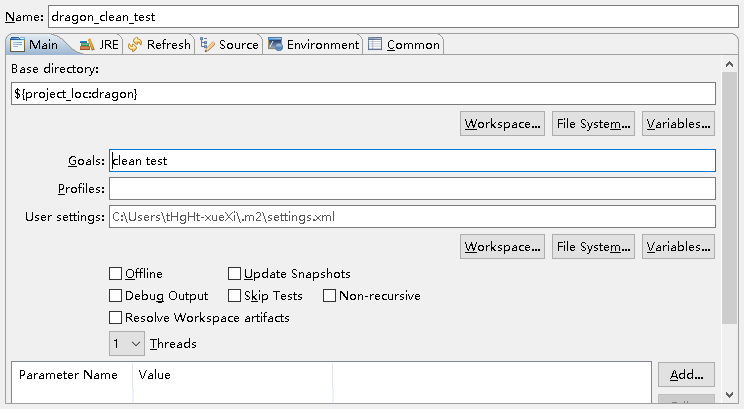 Name: dragon_clean_test
Main JRE Refresh Source Environment Common
Base directory:
${project_loc:dragon}
Workspace... File System... Variables...
Goals: clean test
Profiles:
User settings: C:\Users\tHgHt-xueXi\.m2\settings.xml
Workspace... File System... Variables...
Offline Update Snapshots
Debug Output Skip Tests Non-recursive
Resolve Workspace artifacts
1 Threads
Parameter Name Value Add...